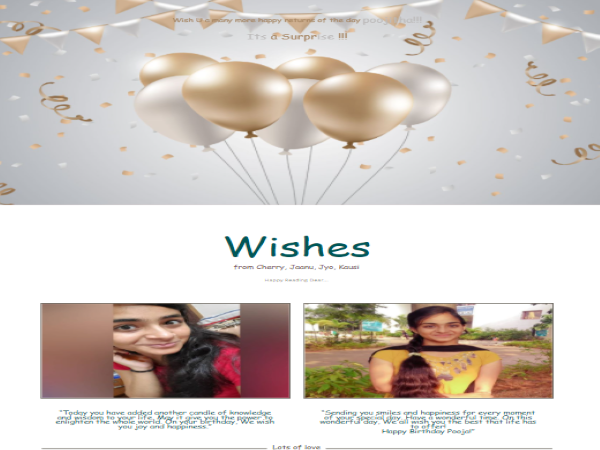 Wish is a many more happy returns of the day pooja ma!!!
Its a Surprise !!!
Wishes
from Cherry, Jaanu, Jyo, Kousi
Happy Reading Dear..
"Today you have added another candle of knowledge
and wisdom to your life, May it give you the power to
enlighten the whole world. On your birthday, We wish
you joy and happiness."
"Sending you smiles and happiness for every moment
of your special day. Have a wonderful time. On this
wonderful day, We all wish you the best that life has
to offer!
Happy Birthday Pooja!"
Lots of love